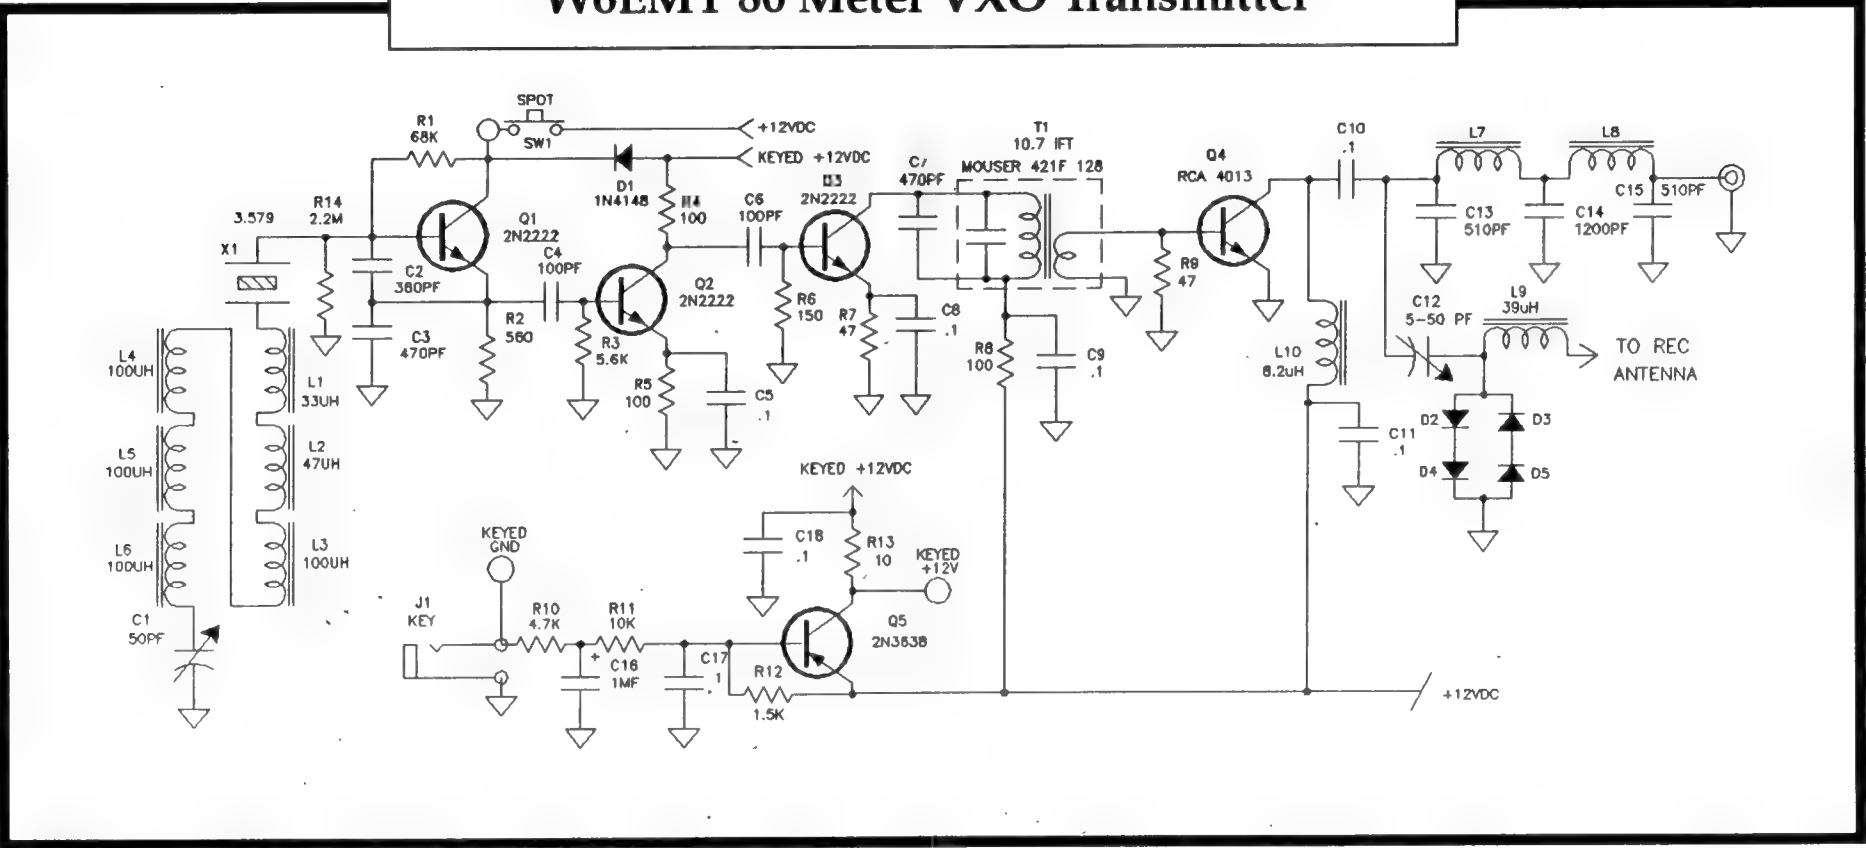 80 Meter VXO Transmitter
SPOT
SW1
+12VDC
KEYED +12VDC
R1
68K
D1
1N4148
100
R14
2.2M
3.579
X1
Q1
2N2222
C2
380PF
C3
470PF
R2
560
C4
100PF
R3
5.6K
Q2
2N2222
R5
100
C5
.1
C6
100PF
2N2222
R6
150
R7
47
C8
.1
470PF
T1
10.7 IFT
MOUSER 421F 128
R8
100
C9
.1
Q4
RCA 4013
47
C10
.1
L7
L8
C13
510PF
C14
1200PF
C15
510PF
C12
5-50 PF
L9
39uH
TO REC
ANTENNA
L10
8.2uH
C11
.1
D2
D3
D4
D5
L4
100UH
L5
100UH
L6
100UH
L1
33UH
L2
47UH
L3
100UH
C1
50PF
KEYED
GND
J1
KEY
R10
4.7K
R11
10K
+
C16
1MF
C17
.1
R12
1.5K
KEYED +12VDC
C18
.1
R13
10
KEYED
+12V
Q5
2N3638
+12VDC